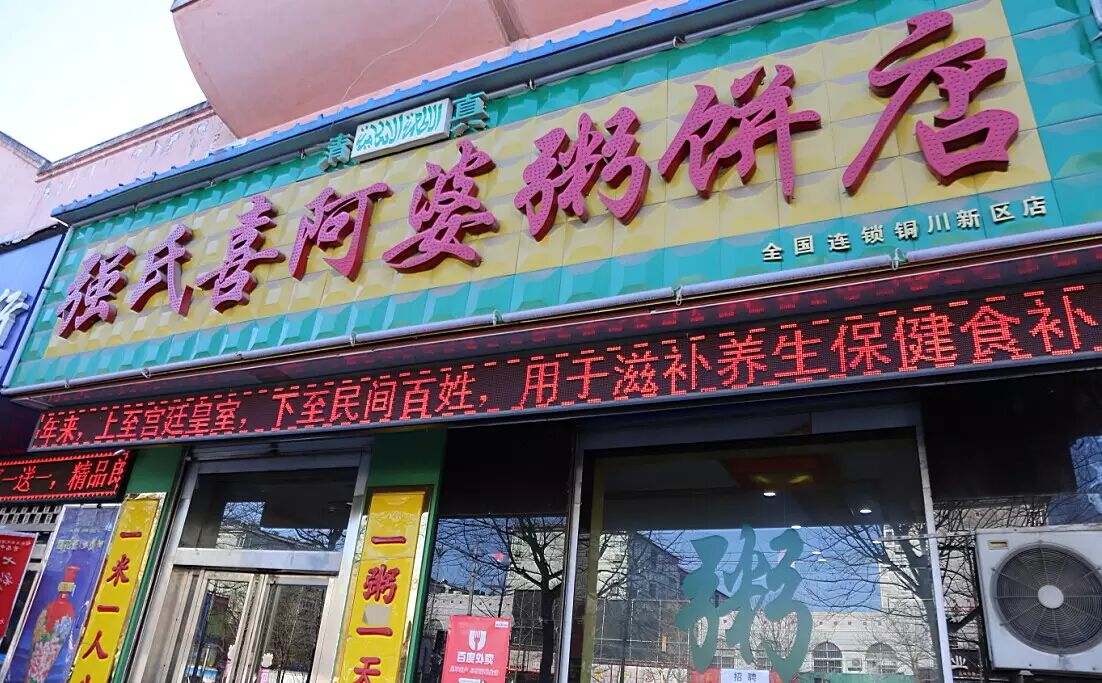 清 真
强氏喜阿婆粥饼店
全国连锁铜川新区店
年来，上至宫廷皇室，下至民间百姓，用于滋补养生保健食补
一送一，精品
一米一人
一粥一天
粥
百度外卖
招聘